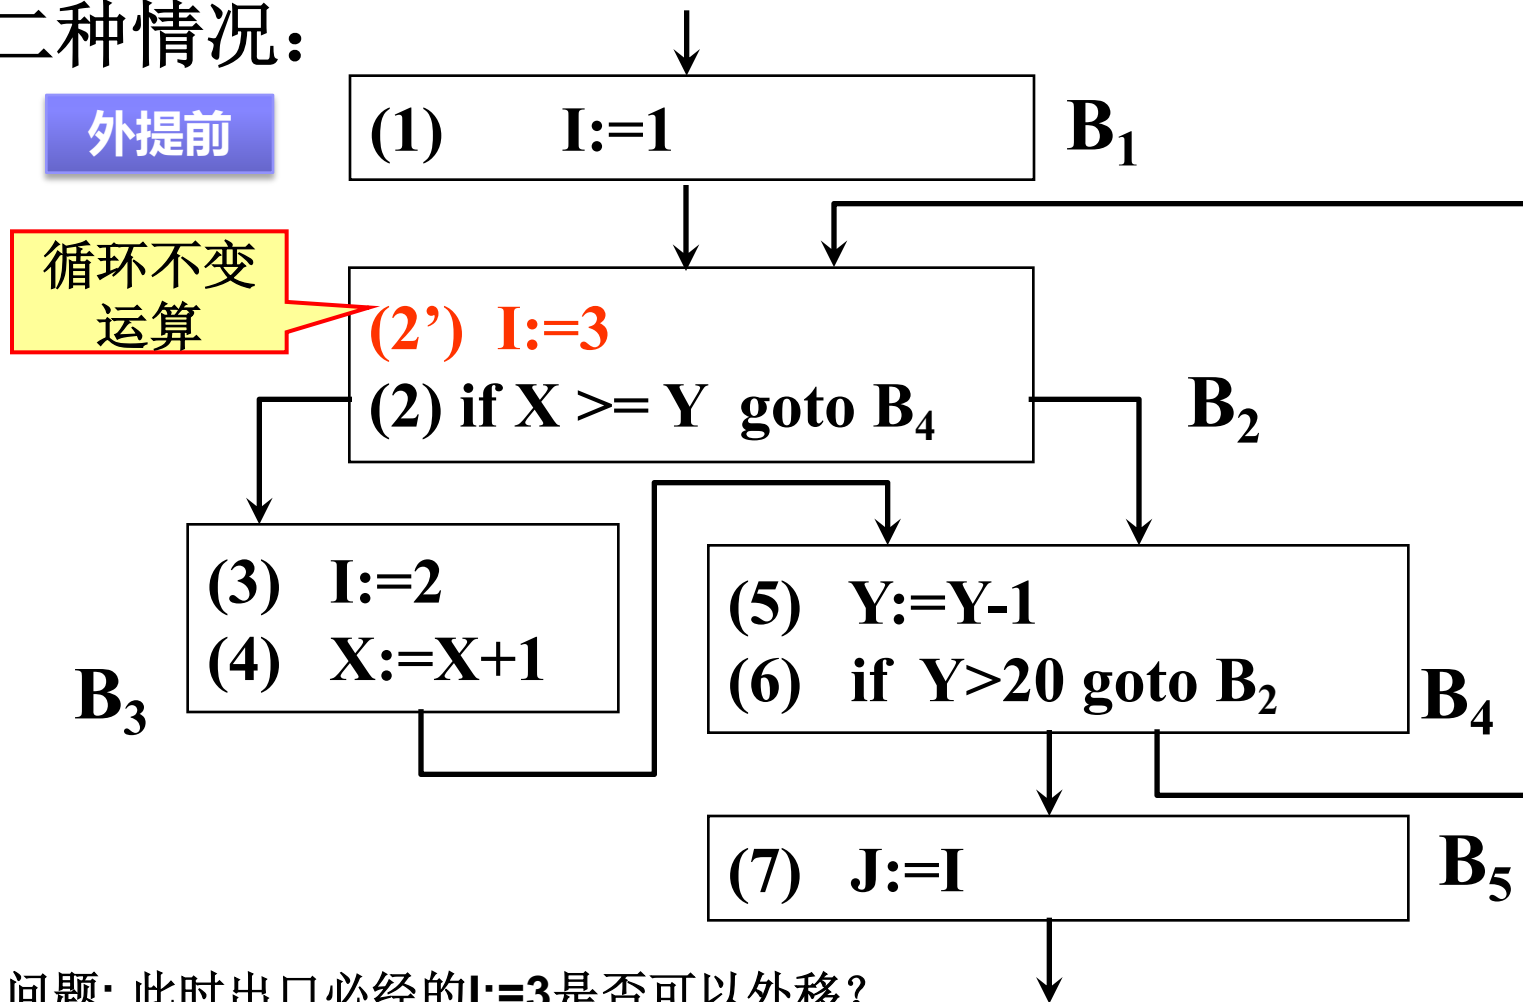 二种情况：
外提前
(1) I:=1
B1
循环不变
运算
(2’) I:=3
(2) if X >= Y goto B4
B2
(3) I:=2
(4) X:=X+1
B3
(5) Y:=Y-1
(6) if Y>20 goto B2
B4
(7) J:=I
B5
问题: 此时出口必经的I:=3是否可以外移?